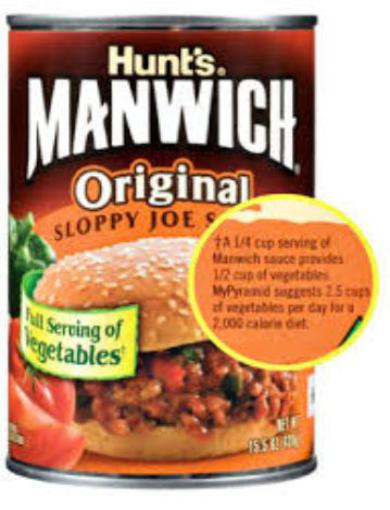 Hunt's®
MANWICH®
Original
SLOPPY JOE S
†A 1/4 cup serving of
Manwich sauce provides
1/2 cup of vegetables.
MyPyramid suggests 2.5 cups
of vegetables per day for a
2,000 calorie diet.
Full Serving of
Vegetables†
NET WT
15.5 OZ